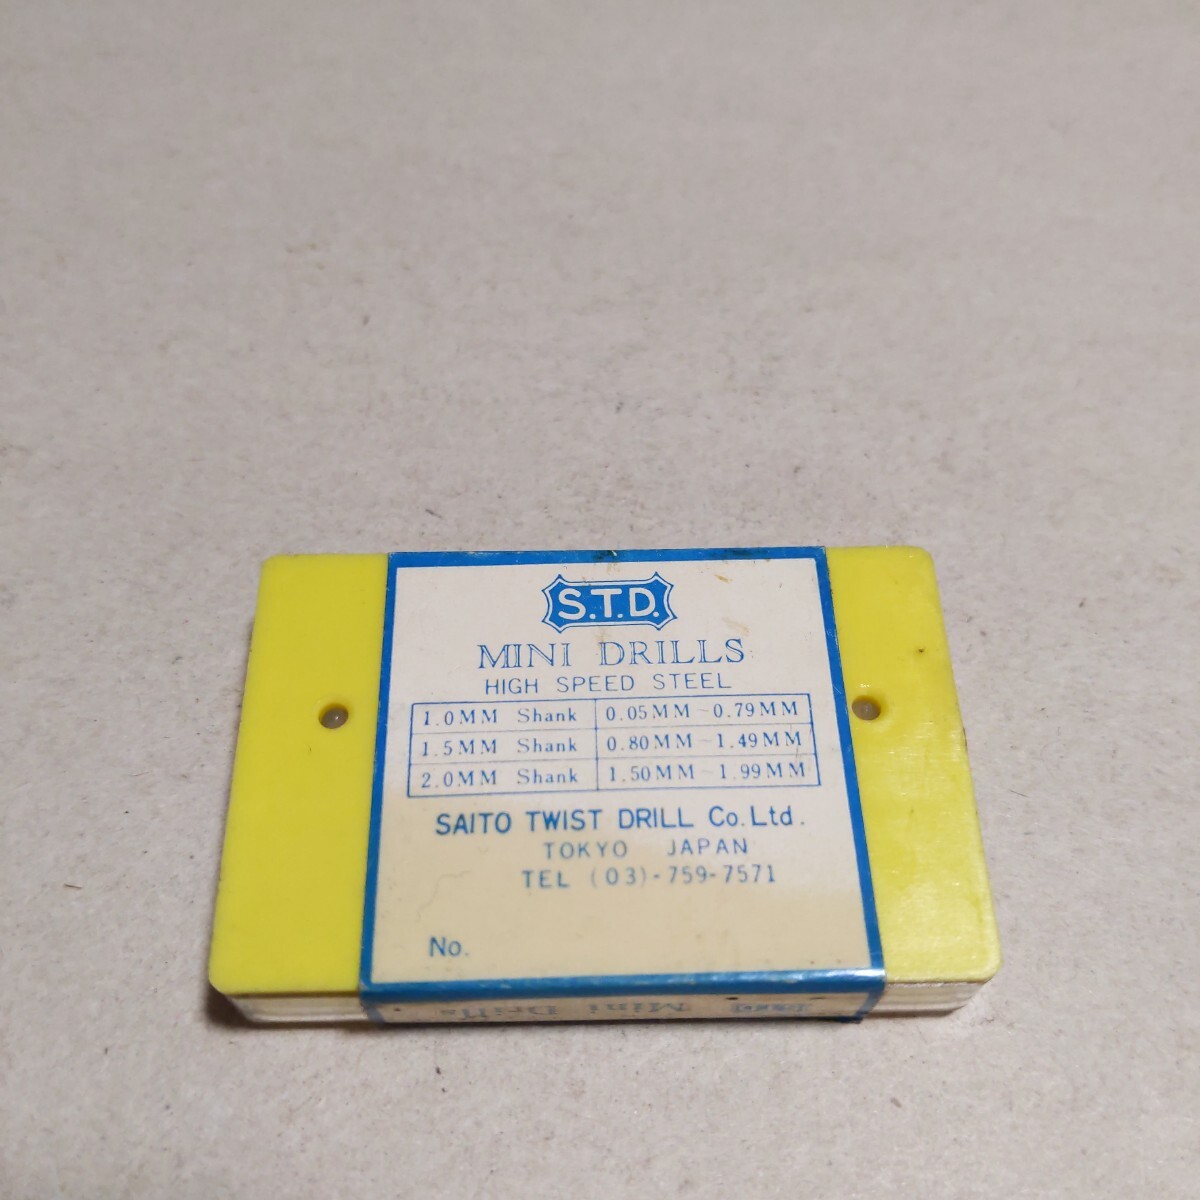 S.T.D.
MINI DRILLS
HIGH SPEED STEEL
1.0MM Shank 0.05MM~0.79MM
1.5MM Shank 0.80MM~1.49MM
2.0MM Shank 1.50MM~1.99MM
SAITO TWIST DRILL Co.Ltd.
TOKYO JAPAN
TEL (03)-759-7571
No.
Mini Drills